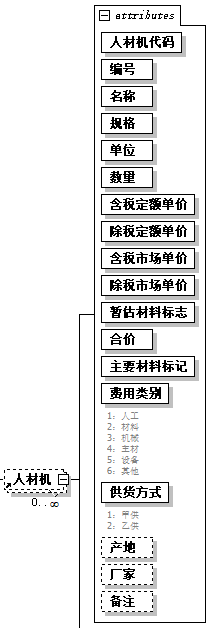 attributes
人材机代码
编号
名称
规格
单位
数量
含税定额单价
除税定额单价
含税市场单价
除税市场单价
暂估材料标志
合价
主要材料标记
费用类别
1：人工
2：材料
3：机械
4：主材
5：设备
6：其他
人材机
0..∞
供货方式
1：甲供
2：乙供
产地
厂家
备注